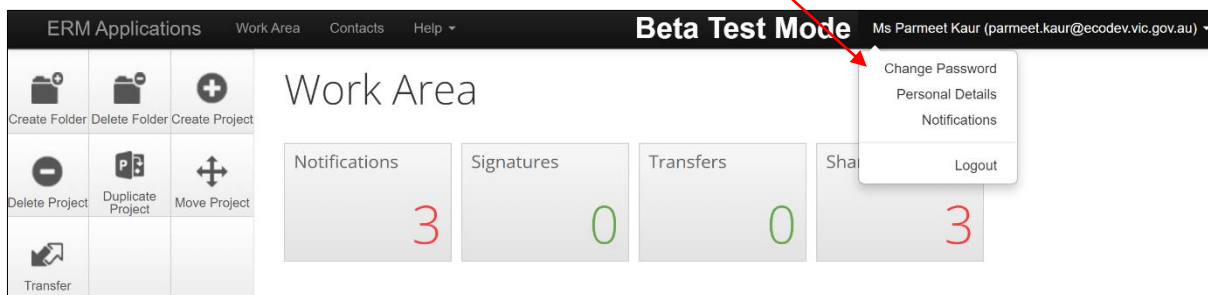 ERM Applications Work Area Contacts Help Beta Test Mode Ms Parmeet Kaur (parmeet.kaur@ecodev.vic.gov.au)
Change Password
Personal Details
Notifications
Logout
Create Folder Delete Folder Create Project
Delete Project Duplicate Project Move Project
Transfer
Work Area
Notifications Signatures Transfers Sha
3 0 0 3